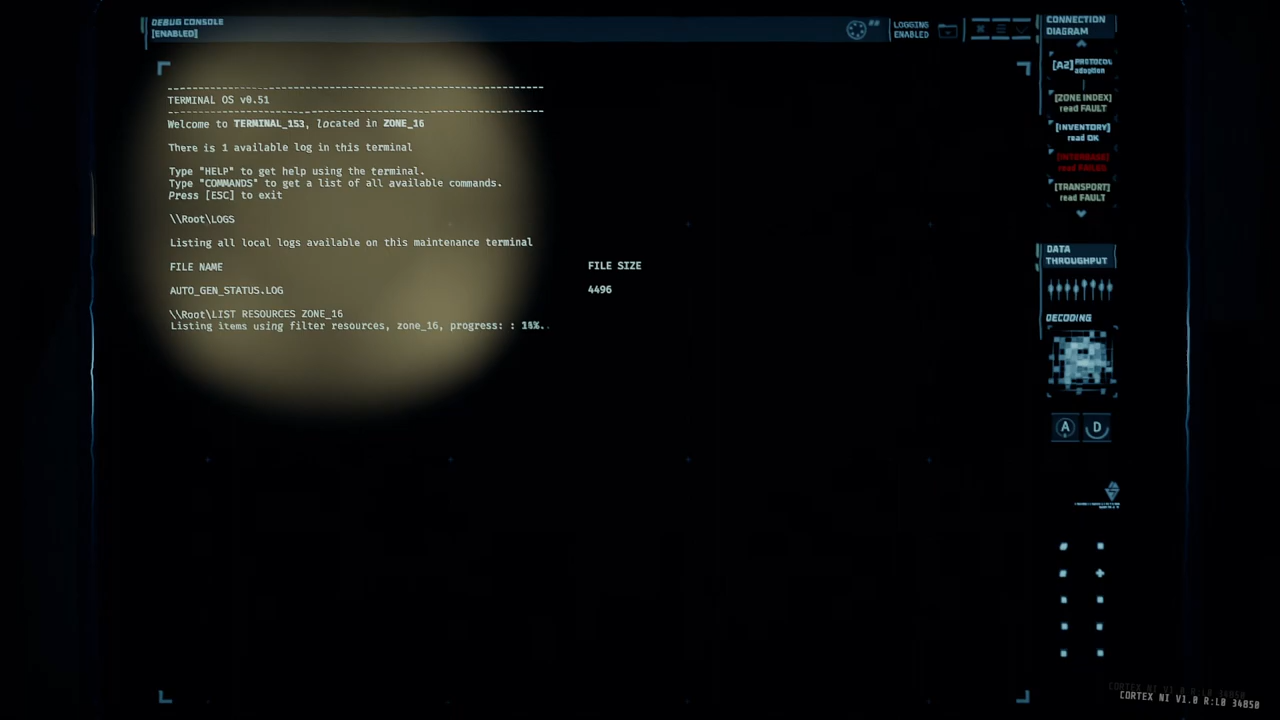 DEBUG CONSOLE
[ENABLED]
LOGGING
ENABLED
CONNECTION
DIAGRAM
[A2] PROTOCOL
adoption
[ZONE INDEX]
read FAULT
[INVENTORY]
read OK
read
[TRANSPORT]
read FAULT
DATA
THROUGHPUT
DECODING
A D
--------------------------------------------------------------
TERMINAL OS v0.51
--------------------------------------------------------------
Welcome to TERMINAL_153, located in ZONE_16
There is 1 available log in this terminal
Type "HELP" to get help using the terminal.
Type "COMMANDS" to get a list of all available commands.
Press [ESC] to exit
\\Root\LOGS
Listing all local logs available on this maintenance terminal
FILE NAME FILE SIZE
AUTO_GEN_STATUS.LOG 4496
\\Root\LIST RESOURCES ZONE_16
Listing items using filter resources, zone_16, progress: :
CORTEX NI V1.0 R:L0 34850